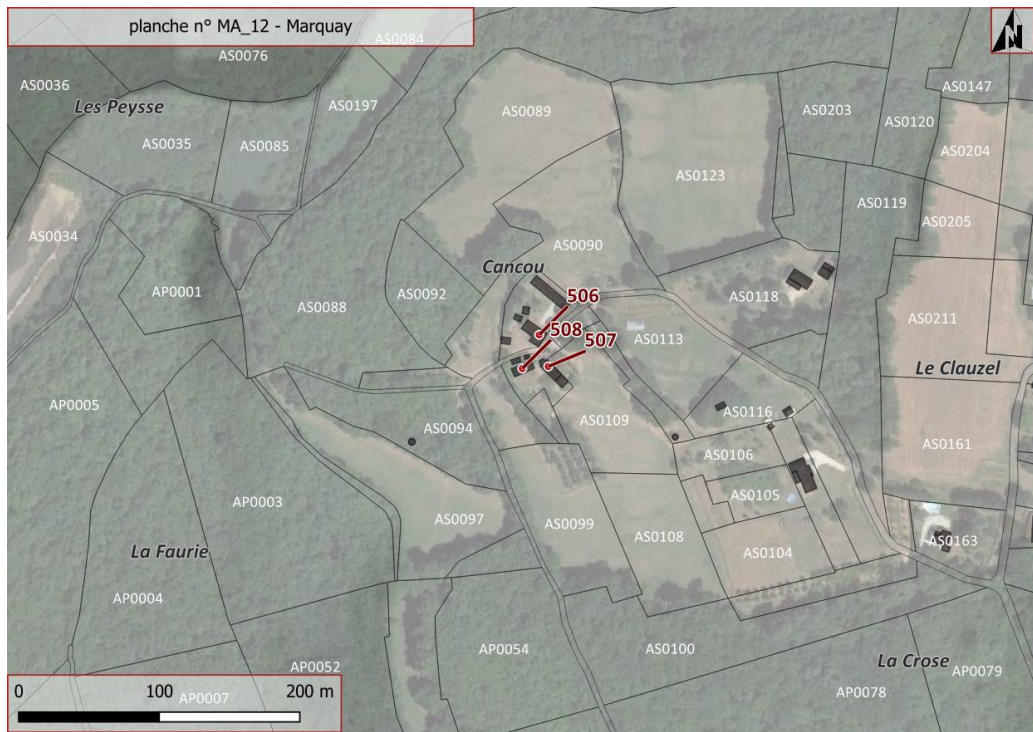 planche n° MA_12 - Marquay
N
AS0084
AS0076
AS0036
AS0147
Les Peysse
AS0197
AS0089
AS0203
AS0120
AS0035
AS0085
AS0204
AS0123
AS0119
AS0205
AS0034
AS0090
Cancou
AP0001
AS0092
AS0118
506
AS0088
AS0211
508
507
AS0113
Le Clauzel
AP0005
AS0116
AS0109
AS0094
AS0161
AS0106
AS0105
AP0003
AS0097
AS0099
AS0108
AS0163
La Faurie
AS0104
AP0004
AP0054
AS0100
La Crose
AP0052
AP0079
AP0078
AP0007
0 100 200 m